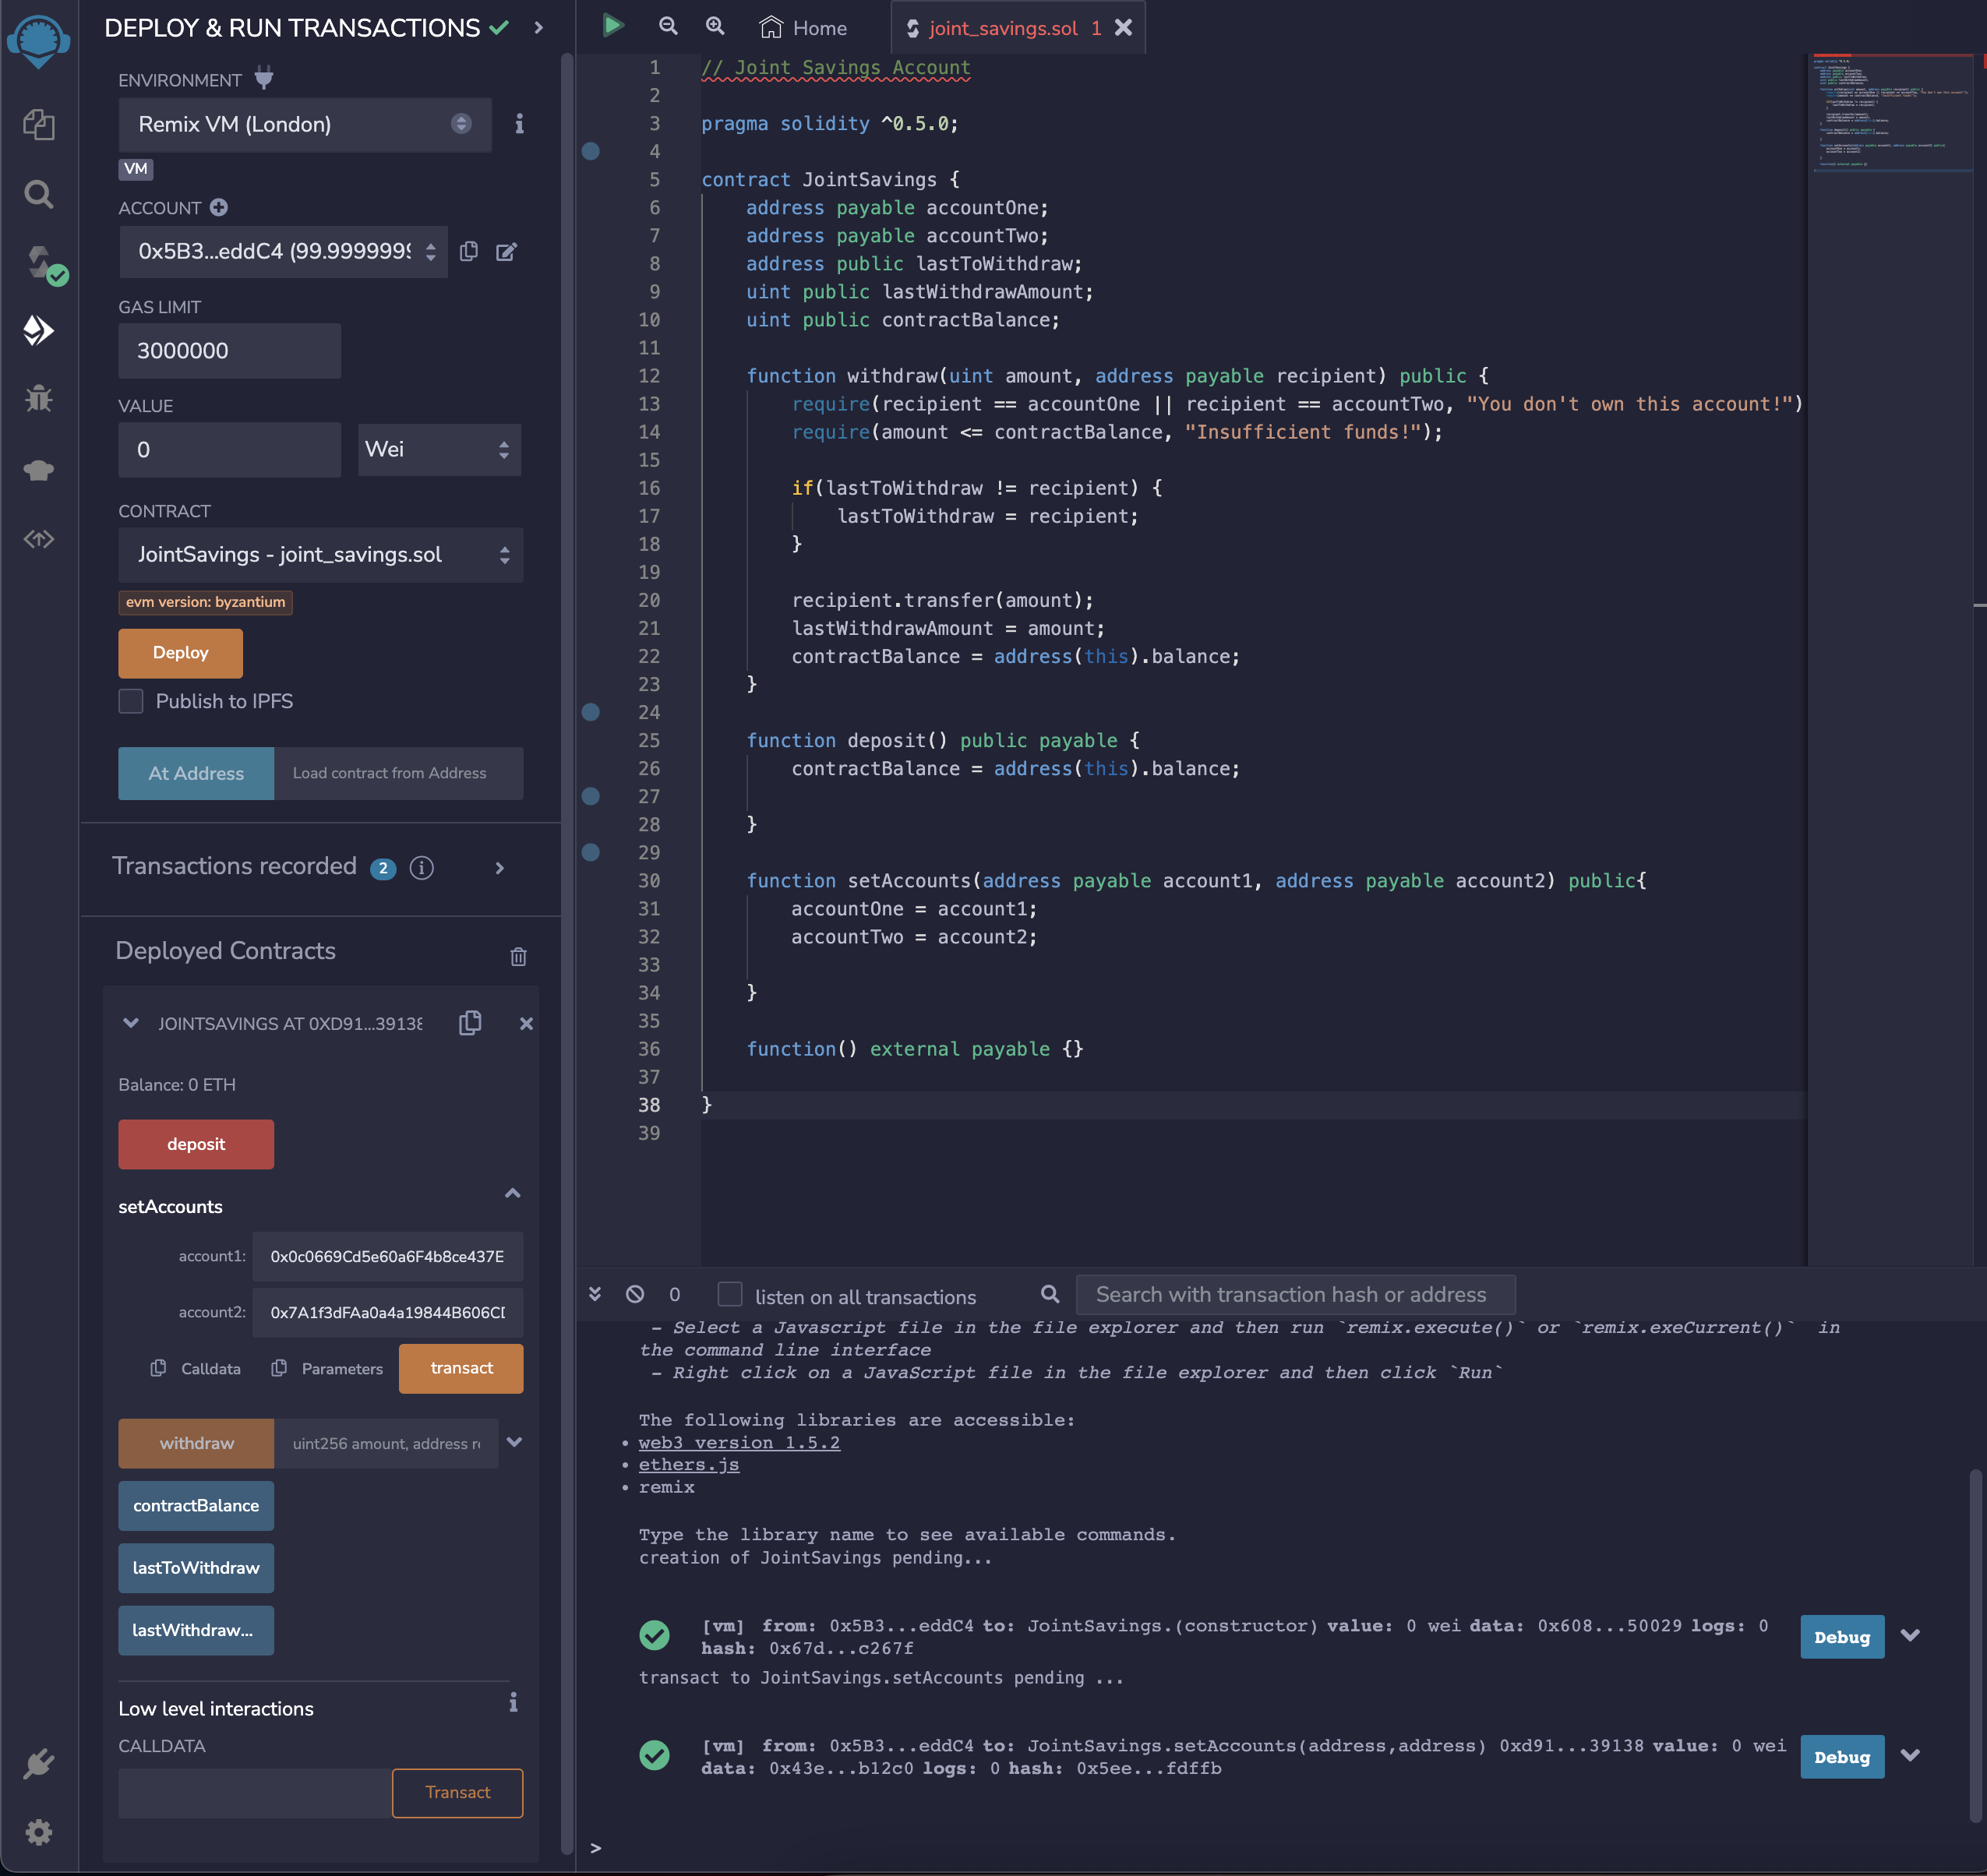 DEPLOY & RUN TRANSACTIONS
ENVIRONMENT
Remix VM (London)
VM
ACCOUNT
0x5B3...eddC4 (99.9999999
GAS LIMIT
3000000
VALUE
0
Wei
CONTRACT
JointSavings - joint_savings.sol
evm version: byzantium
Deploy
Publish to IPFS
At Address
Load contract from Address
Transactions recorded 2 i
Deployed Contracts
JOINTSAVINGS AT 0XD91...39138
Balance: 0 ETH
deposit
setAccounts
account1: 0x0c0669Cd5e60a6F4b8ce437E
account2: 0x7A1f3dFAa0a4a19844B606CD
Calldata Parameters transact
withdraw uint256 amount, address re
contractBalance
lastToWithdraw
lastWithdraw...
Low level interactions
CALLDATA
Transact
Home
joint_savings.sol 1
1 // Joint Savings Account
2
3 pragma solidity ^0.5.0;
4
5 contract JointSavings {
6 address payable accountOne;
7 address payable accountTwo;
8 address public lastToWithdraw;
9 uint public lastWithdrawAmount;
10 uint public contractBalance;
11
12 function withdraw(uint amount, address payable recipient) public {
13 require(recipient == accountOne || recipient == accountTwo, "You don't own this account!")
14 require(amount <= contractBalance, "Insufficient funds!");
15
16 if(lastToWithdraw != recipient) {
17 lastToWithdraw = recipient;
18 }
19
20 recipient.transfer(amount);
21 lastWithdrawAmount = amount;
22 contractBalance = address(this).balance;
23 }
24
25 function deposit() public payable {
26 contractBalance = address(this).balance;
27
28 }
29
30 function setAccounts(address payable account1, address payable account2) public{
31 accountOne = account1;
32 accountTwo = account2;
33
34 }
35
36 function() external payable {}
37
38 }
39
0 listen on all transactions Search with transaction hash or address
- Select a Javascript file in the file explorer and then run `remix.execute()` or `remix.exeCurrent()` in
the command line interface
- Right click on a JavaScript file in the file explorer and then click `Run`
The following libraries are accessible:
• web3 version 1.5.2
• ethers.js
• remix
Type the library name to see available commands.
creation of JointSavings pending...
[vm] from: 0x5B3...eddC4 to: JointSavings.(constructor) value: 0 wei data: 0x608...50029 logs: 0
hash: 0x67d...c267f
Debug
transact to JointSavings.setAccounts pending ...
[vm] from: 0x5B3...eddC4 to: JointSavings.setAccounts(address,address) 0xd91...39138 value: 0 wei
data: 0x43e...b12c0 logs: 0 hash: 0x5ee...fdffb
Debug
>